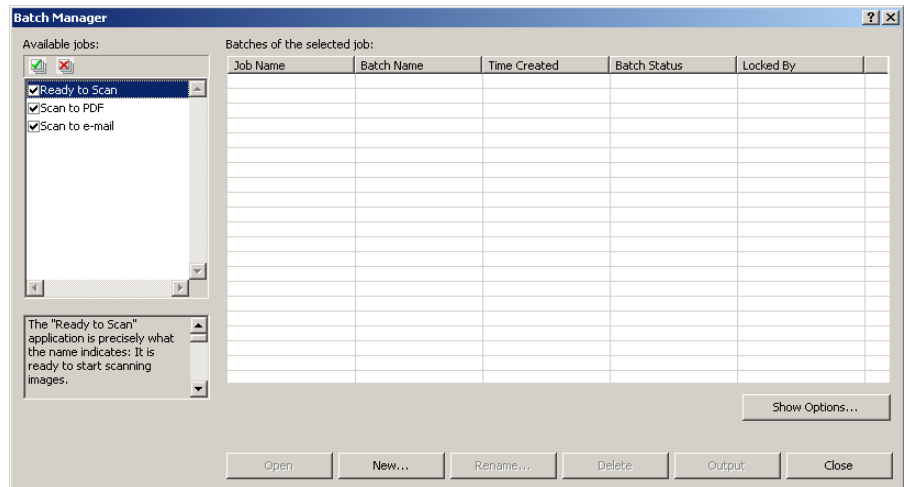 Batch Manager
Available jobs:
Batches of the selected job:
Job Name Batch Name Time Created Batch Status Locked By
Ready to Scan
Scan to PDF
Scan to e-mail
The "Ready to Scan"
application is precisely what
the name indicates: It is
ready to start scanning
images.
Show Options...
Open New... Rename... Delete Output Close